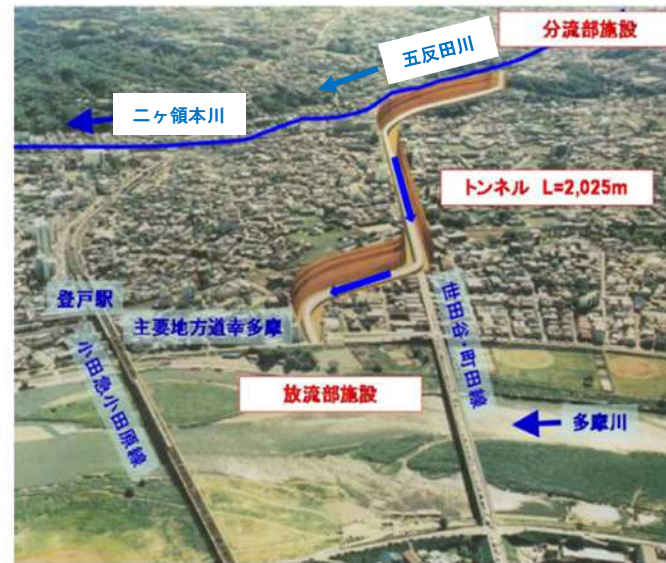 分流部施設
五反田川
二ヶ領本川
トンネル L=2,025m
登戸駅
主要地方道幸多摩
世田谷・町田線
小田急小田原線
放流部施設
多摩川